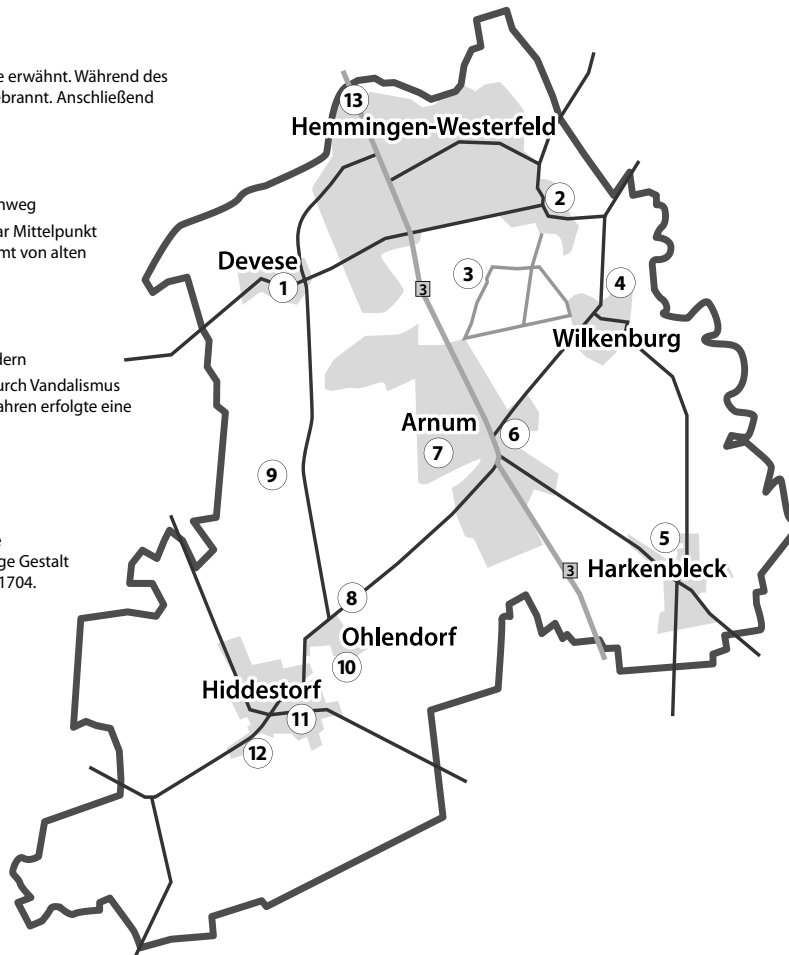 e erwähnt. Während des
ebrannt. Anschließend
nweg
ar Mittelpunkt
mt von alten
dern
urch Vandalismus
ahren erfolgte eine
e
ge Gestalt
1704.
13
Hemmingen-Westerfeld
2
Devese
1
3
3
4
Wilkenburg
Arnum
6
7
9
5
3
Harkenbleck
8
Ohlendorf
10
Hiddestorf
11
12